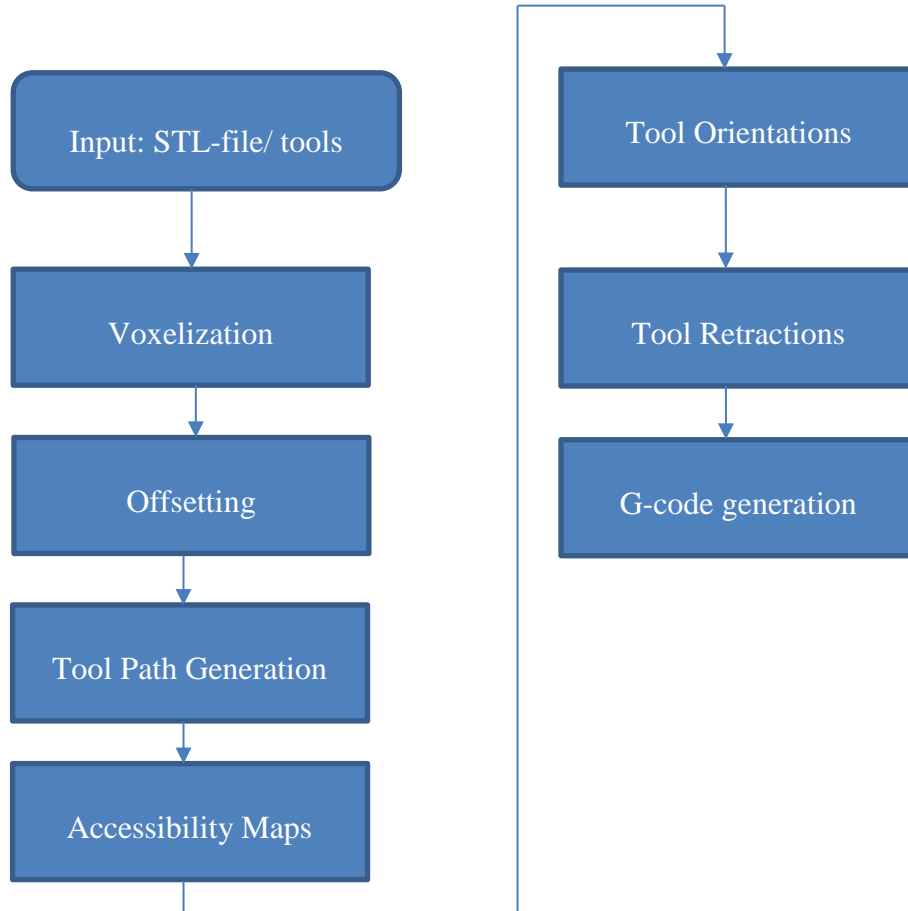 Input: STL-file/ tools
Voxelization
Offsetting
Tool Path Generation
Accessibility Maps
Tool Orientations
Tool Retractions
G-code generation